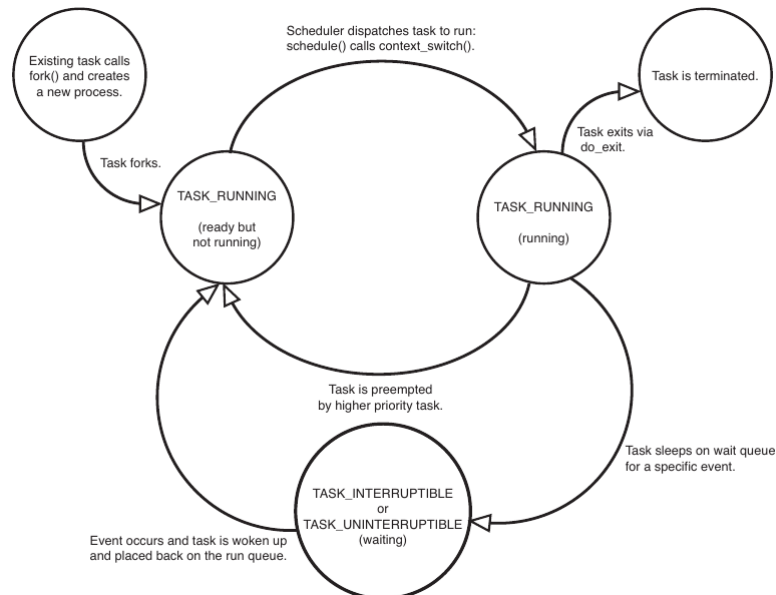 Scheduler dispatches task to run:
schedule() calls context_switch().
Existing task calls
fork() and creates
a new process.
Task is terminated.
Task exits via
do_exit.
Task forks.
TASK_RUNNING
(ready but
not running)
TASK_RUNNING
(running)
Task is preempted
by higher priority task.
Task sleeps on wait queue
for a specific event.
TASK_INTERRUPTIBLE
or
TASK_UNINTERRUPTIBLE
(waiting)
Event occurs and task is woken up
and placed back on the run queue.